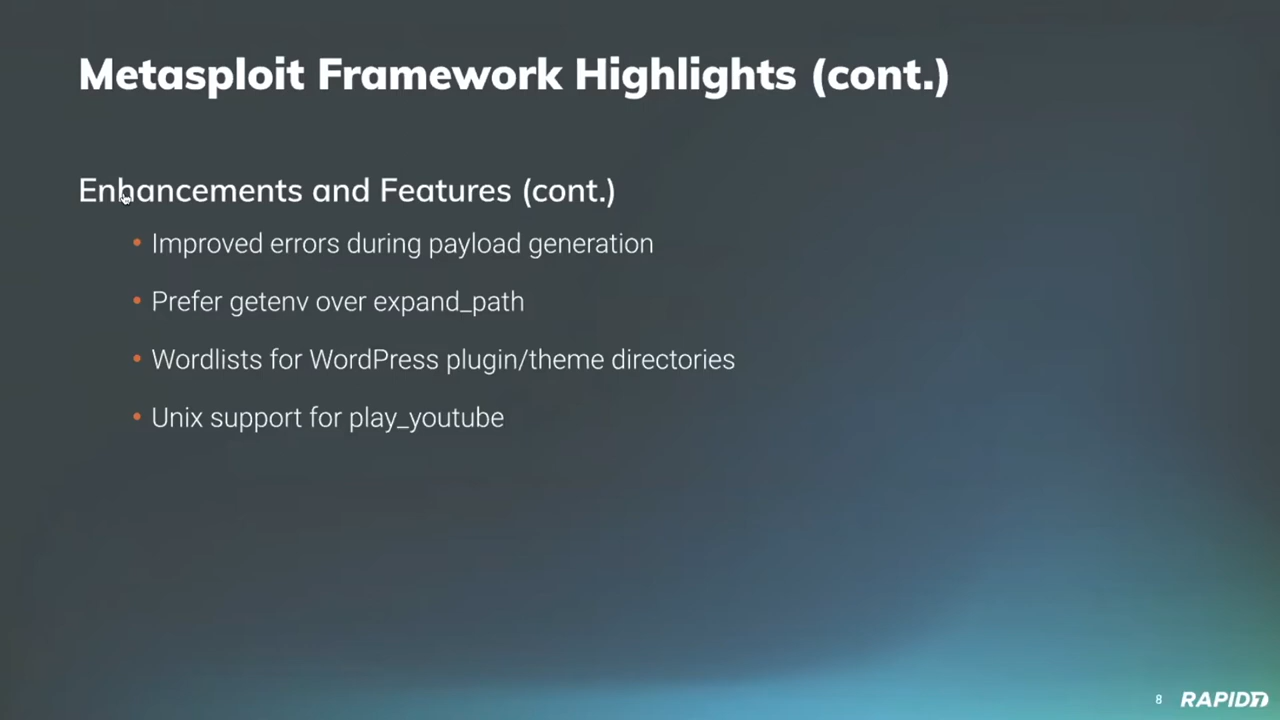 Metasploit Framework Highlights (cont.)
Enhancements and Features (cont.)
• Improved errors during payload generation
• Prefer getenv over expand_path
• Wordlists for WordPress plugin/theme directories
• Unix support for play_youtube
8
RAPID7